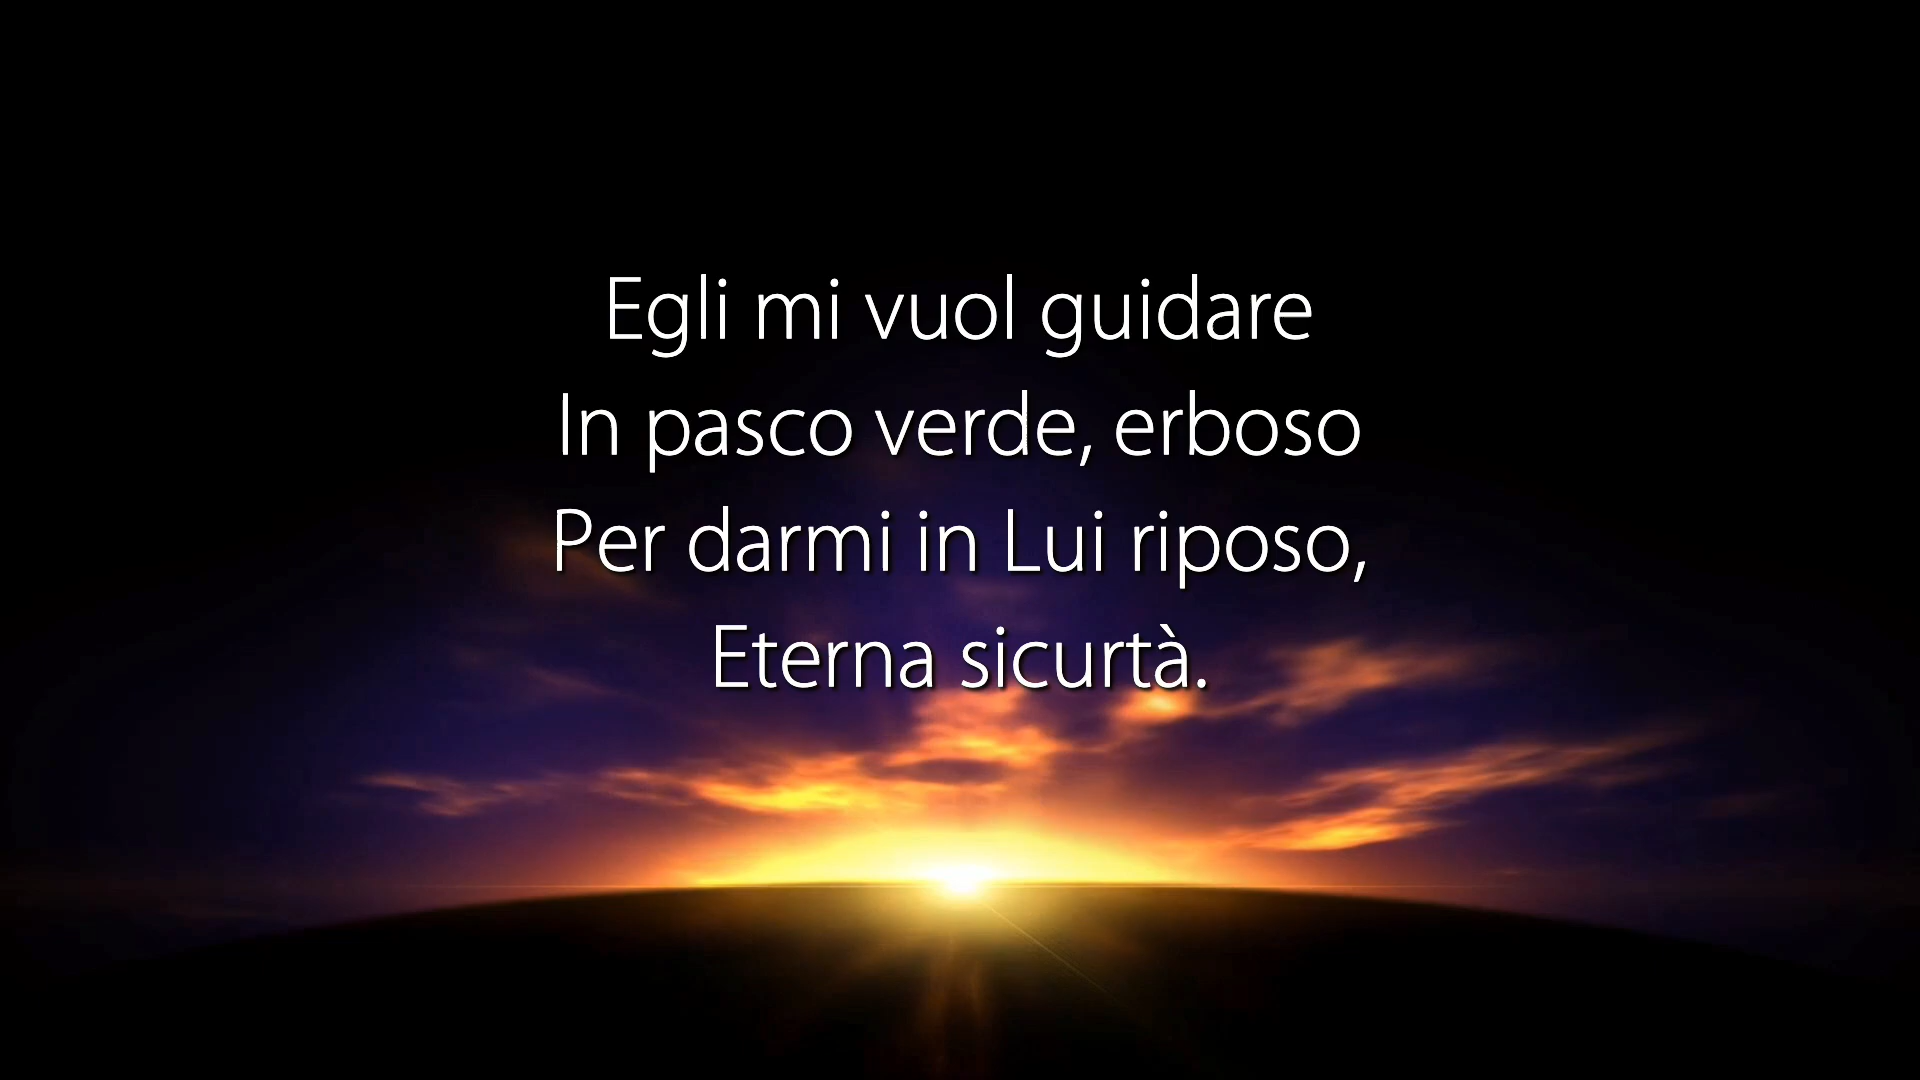 Egli mi vuol guidare
In pasco verde, erboso
Per darmi in Lui riposo,
Eterna sicurtà.